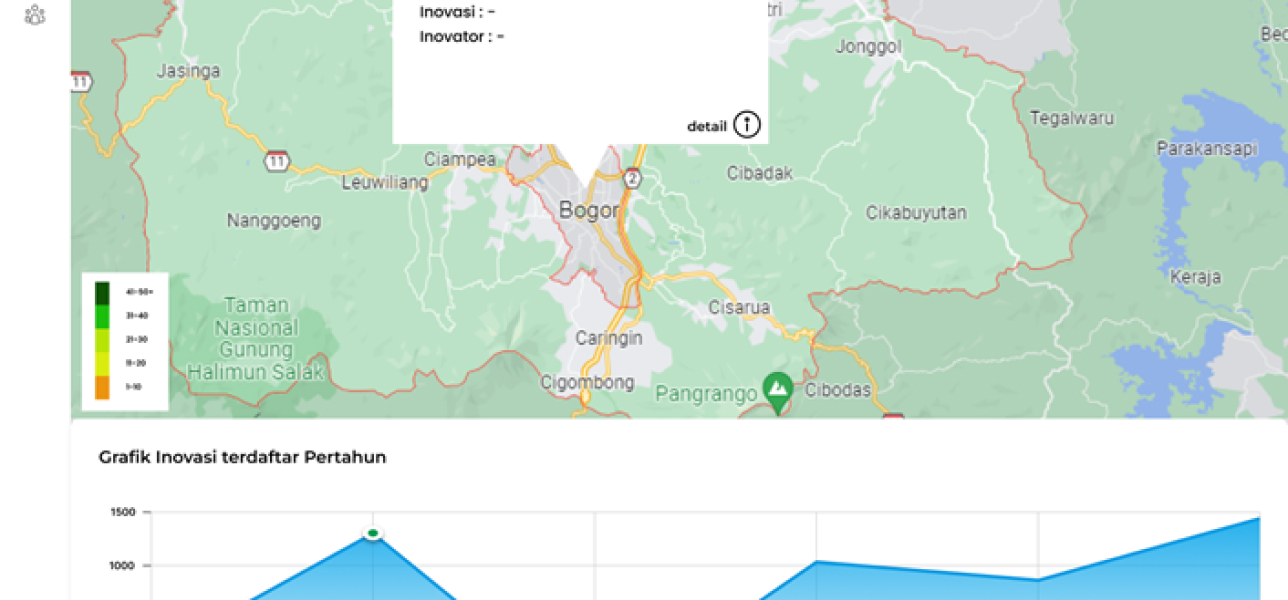 Inovasi : -
Inovator : -
tri
Jonggol
Bec
Jasinga
11
Tegalwaru
detail
Parakansapi
Ciampea
11
Leuwiliang
2
Cibadak
Bogor
Cikabuyutan
Nanggoeng
Keraja
41-50+
31-40
21-30
11-20
1-10
Taman
Nasional
Gunung
Halimun Salak
Cisarua
Caringin
Cigombong
Pangrango
Cibodas
Grafik Inovasi terdaftar Pertahun
1500
1000